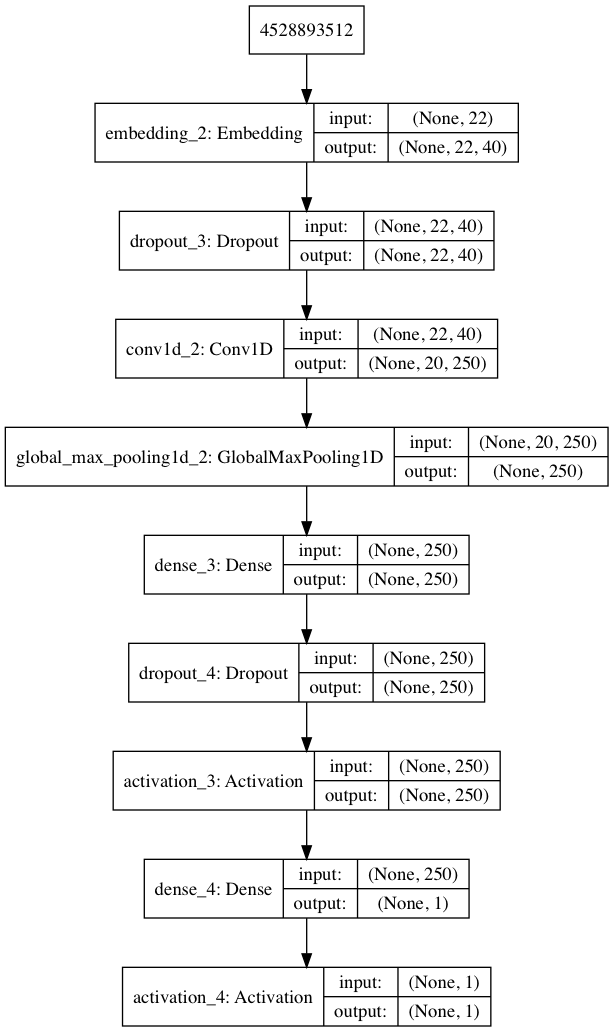 4528893512
embedding_2: Embedding
input: (None, 22)
output: (None, 22, 40)
dropout_3: Dropout
input: (None, 22, 40)
output: (None, 22, 40)
conv1d_2: Conv1D
input: (None, 22, 40)
output: (None, 20, 250)
global_max_pooling1d_2: GlobalMaxPooling1D
input: (None, 20, 250)
output: (None, 250)
dense_3: Dense
input: (None, 250)
output: (None, 250)
dropout_4: Dropout
input: (None, 250)
output: (None, 250)
activation_3: Activation
input: (None, 250)
output: (None, 250)
dense_4: Dense
input: (None, 250)
output: (None, 1)
activation_4: Activation
input: (None, 1)
output: (None, 1)